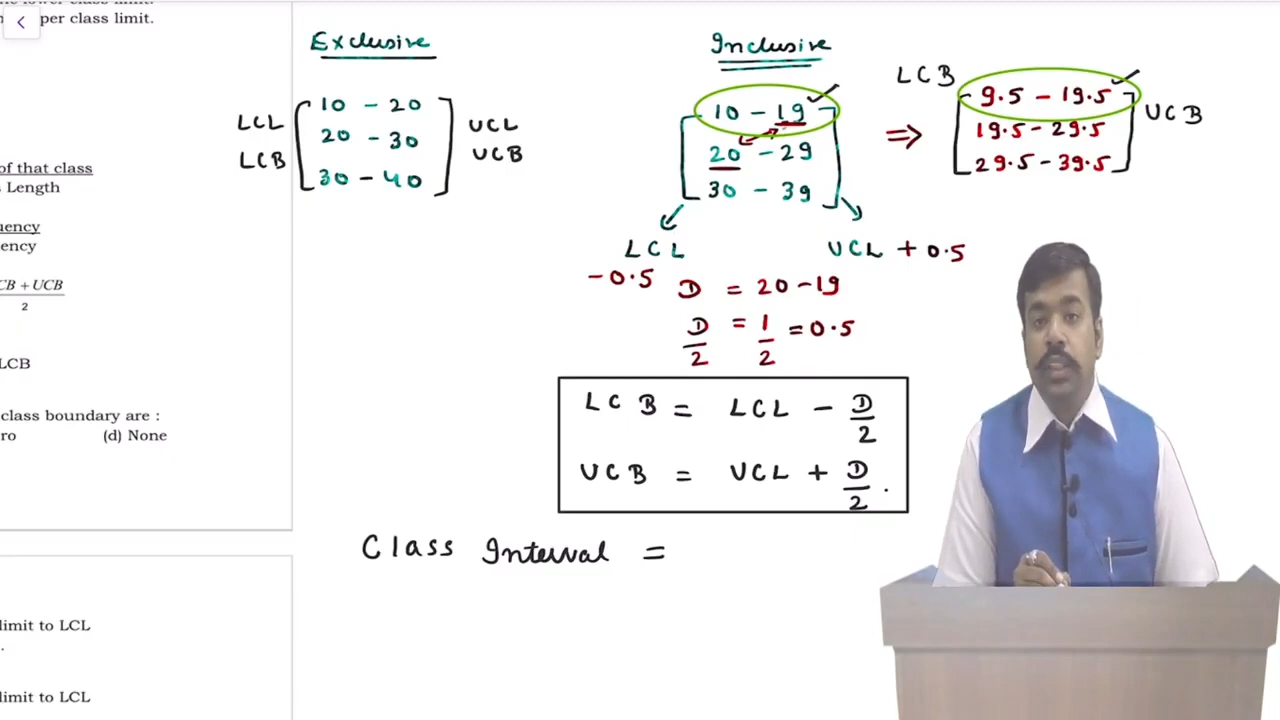 per class limit.
of that class
Length
uency
ency
CB + UCB
2
LCB
class boundary are :
ro (d) None
limit to LCL
limit to LCL
Exclusive
LCL
LCB
10 - 20
20 - 30
30 - 40
UCL
UCB
Inclusive
10 - 19
20 - 29
30 - 39
⇒
LCB
9.5 - 19.5
19.5 - 29.5
29.5 - 39.5
UCB
LCL
-0.5
UCL + 0.5
D = 20-19
D/2 = 1/2 = 0.5
LCB = LCL - D/2
UCB = UCL + D/2.
Class Interval =